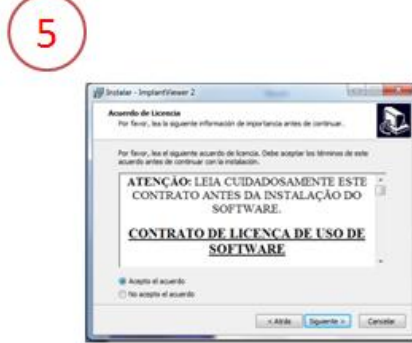 5
Instalar - ImplantViewer 2
Acuerdo de Licencia
Por favor, lea la siguiente información de importancia antes de continuar.
Por favor, lea el siguiente acuerdo de licencia. Debe aceptar los términos de este
acuerdo antes de continuar con la instalación.
ATENÇÃO: LEIA CUIDADOSAMENTE ESTE
CONTRATO ANTES DA INSTALAÇÃO DO
SOFTWARE.
CONTRATO DE LICENÇA DE USO DE
SOFTWARE
Acepto el acuerdo
No acepto el acuerdo
< Atrás
Siguiente >
Cancelar